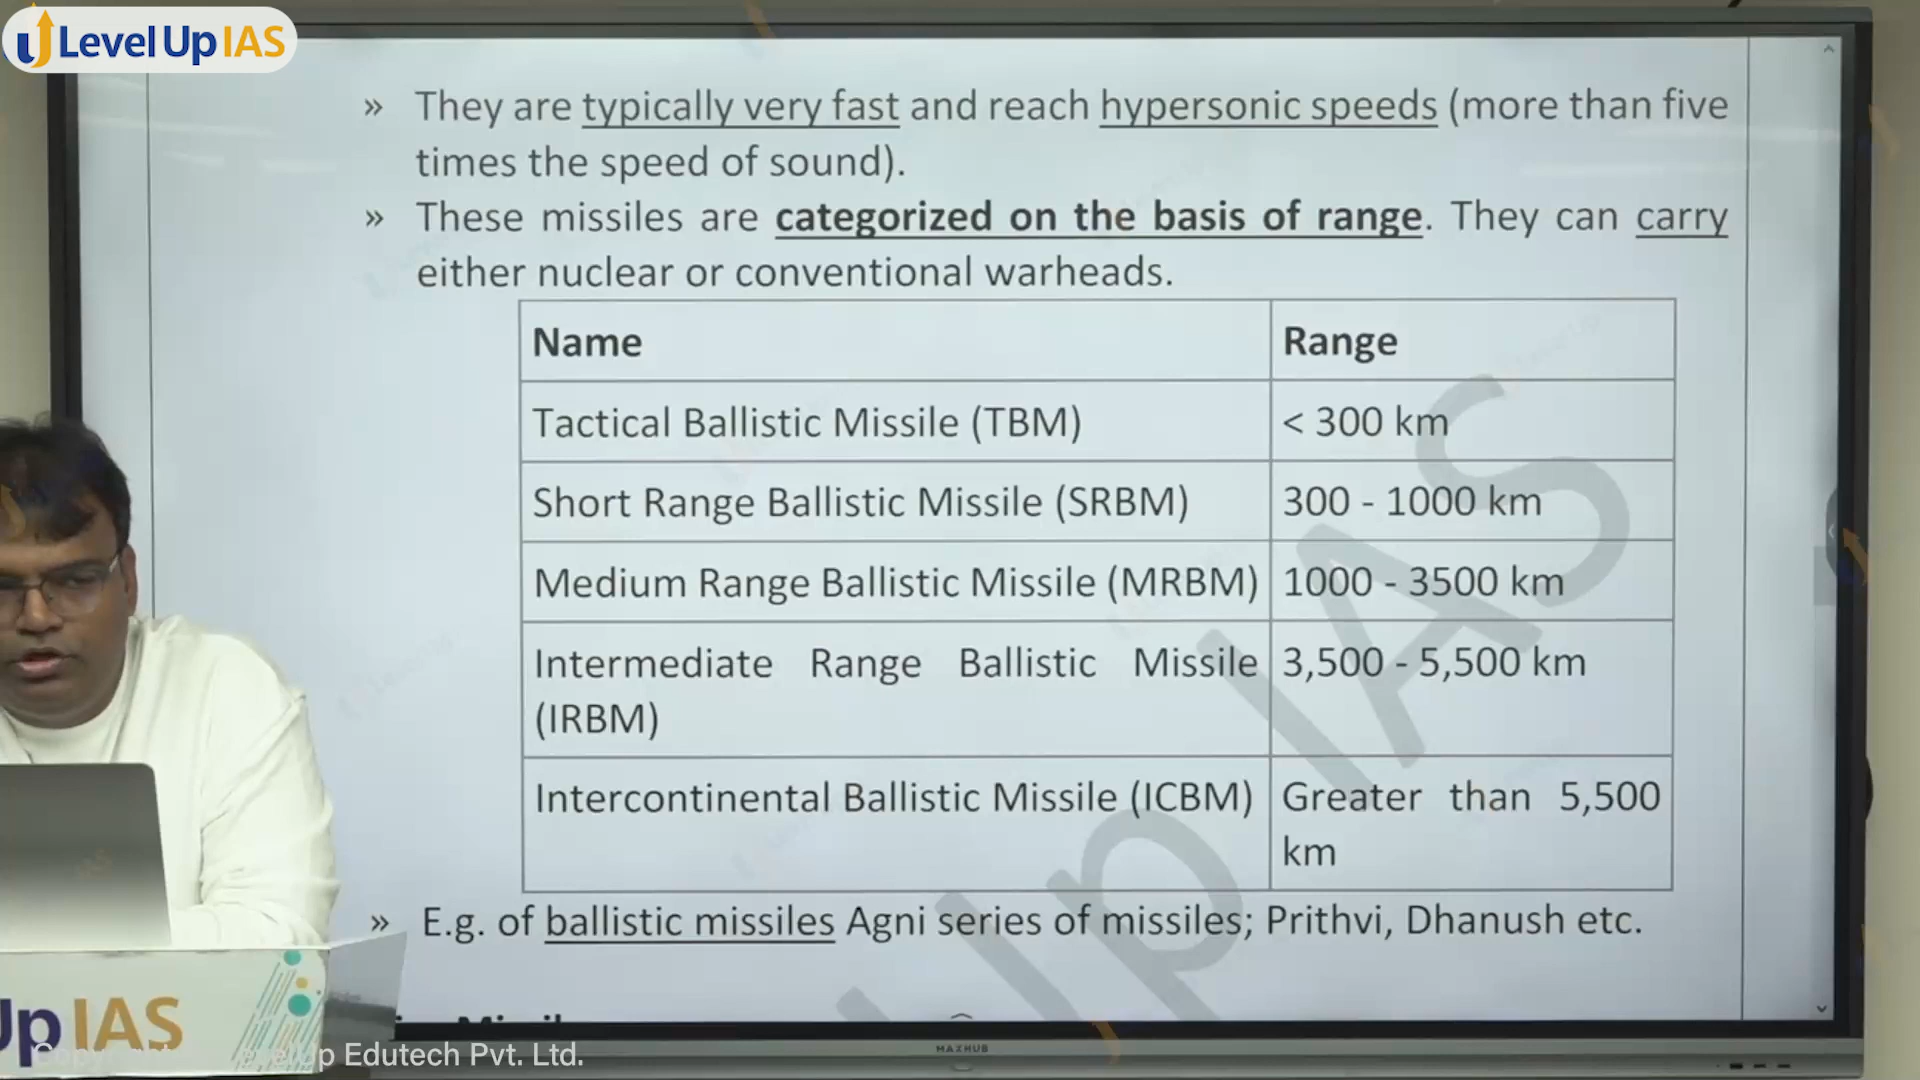 Level Up IAS
» They are typically very fast and reach hypersonic speeds (more than five
times the speed of sound).
» These missiles are categorized on the basis of range. They can carry
either nuclear or conventional warheads.
Name Range
Tactical Ballistic Missile (TBM) < 300 km
Short Range Ballistic Missile (SRBM) 300 - 1000 km
Medium Range Ballistic Missile (MRBM) 1000 - 3500 km
Intermediate Range Ballistic Missile 3,500 - 5,500 km
(IRBM)
Intercontinental Ballistic Missile (ICBM) Greater than 5,500
km
» E.g. of ballistic missiles Agni series of missiles; Prithvi, Dhanush etc.
Up IAS
MAXHUB
Up IAS
Edutech Pvt. Ltd.